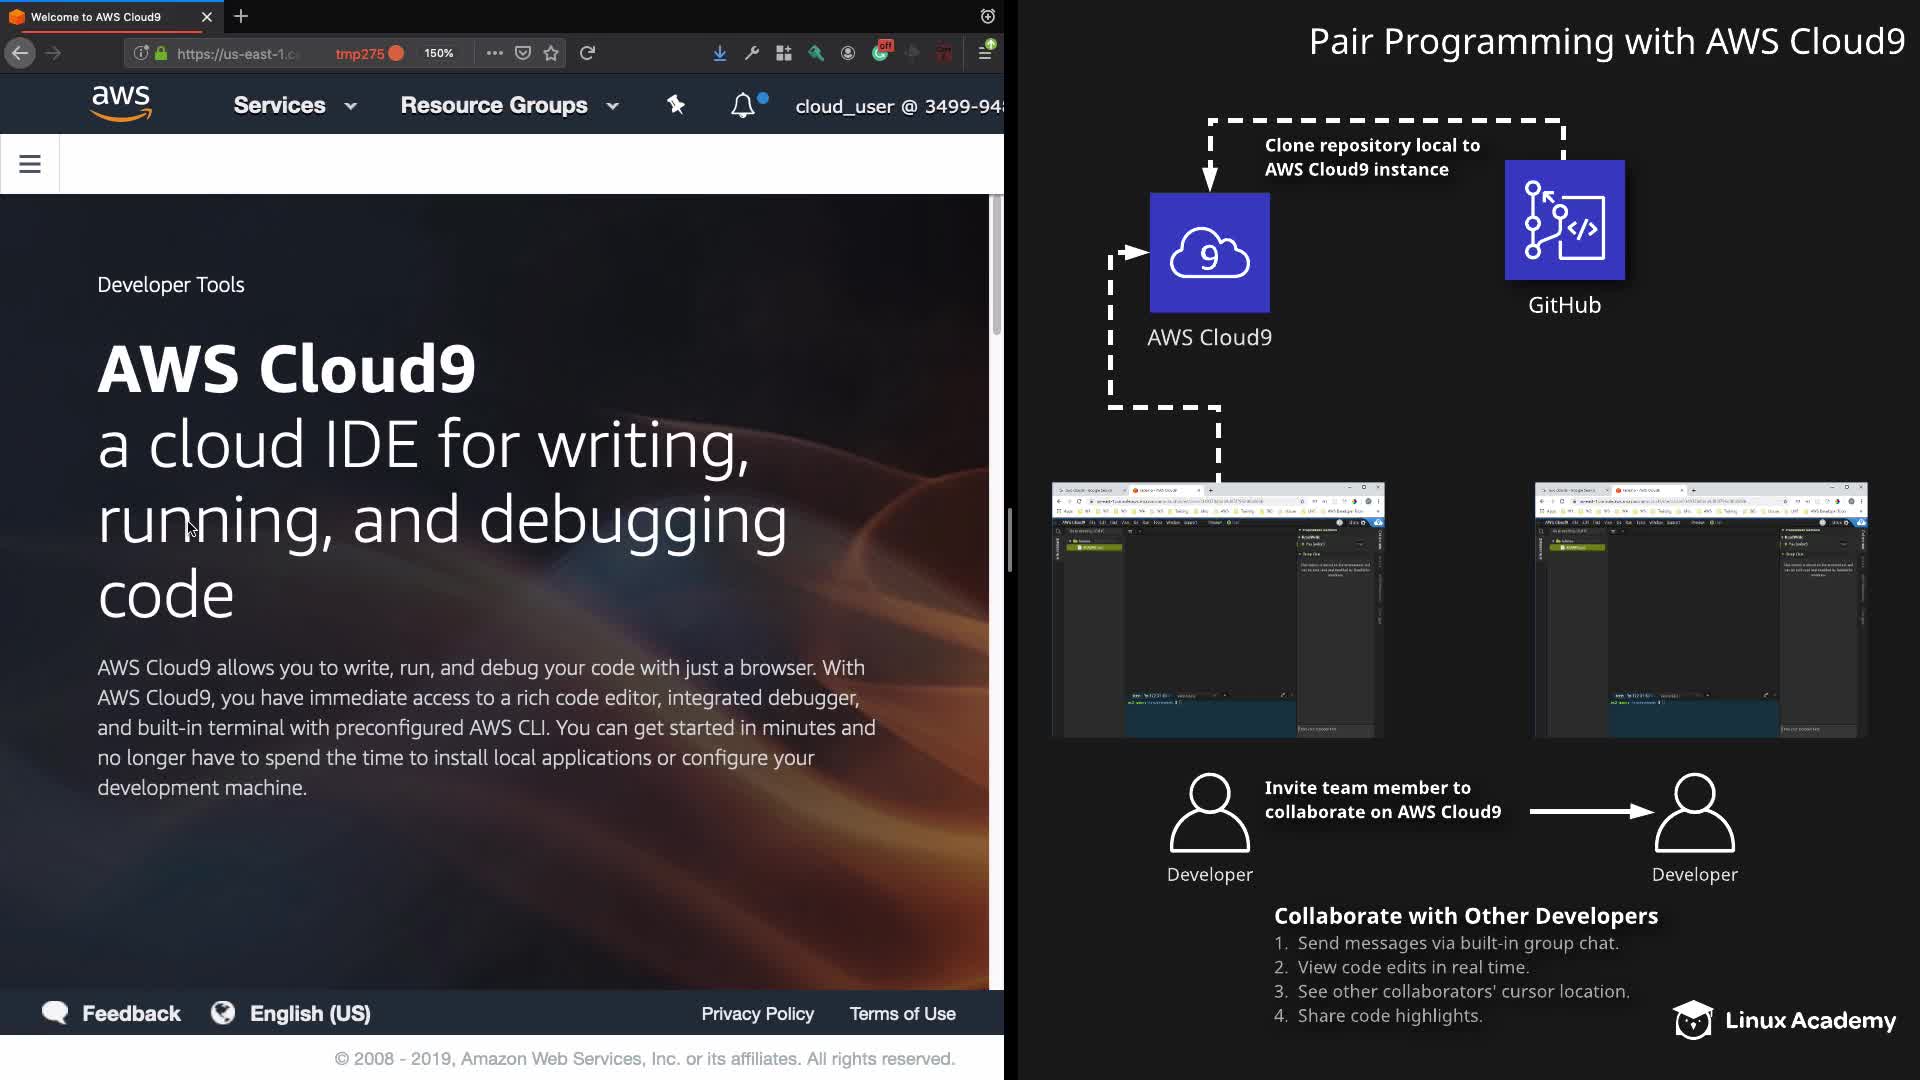 Welcome to AWS Cloud9
https://us-east-1.c
tmp275
150%
off
aws
Services
Resource Groups
cloud_user @ 3499-948
Developer Tools
AWS Cloud9
a cloud IDE for writing,
running, and debugging
code
AWS Cloud9 allows you to write, run, and debug your code with just a browser. With
AWS Cloud9, you have immediate access to a rich code editor, integrated debugger,
and built-in terminal with preconfigured AWS CLI. You can get started in minutes and
no longer have to spend the time to install local applications or configure your
development machine.
Feedback
English (US)
Privacy Policy
Terms of Use
© 2008 - 2019, Amazon Web Services, Inc. or its affiliates. All rights reserved.
Pair Programming with AWS Cloud9
Clone repository local to
AWS Cloud9 instance
9
AWS Cloud9
GitHub
Invite team member to
collaborate on AWS Cloud9
Developer
Developer
Collaborate with Other Developers
1. Send messages via built-in group chat.
2. View code edits in real time.
3. See other collaborators' cursor location.
4. Share code highlights.
Linux Academy